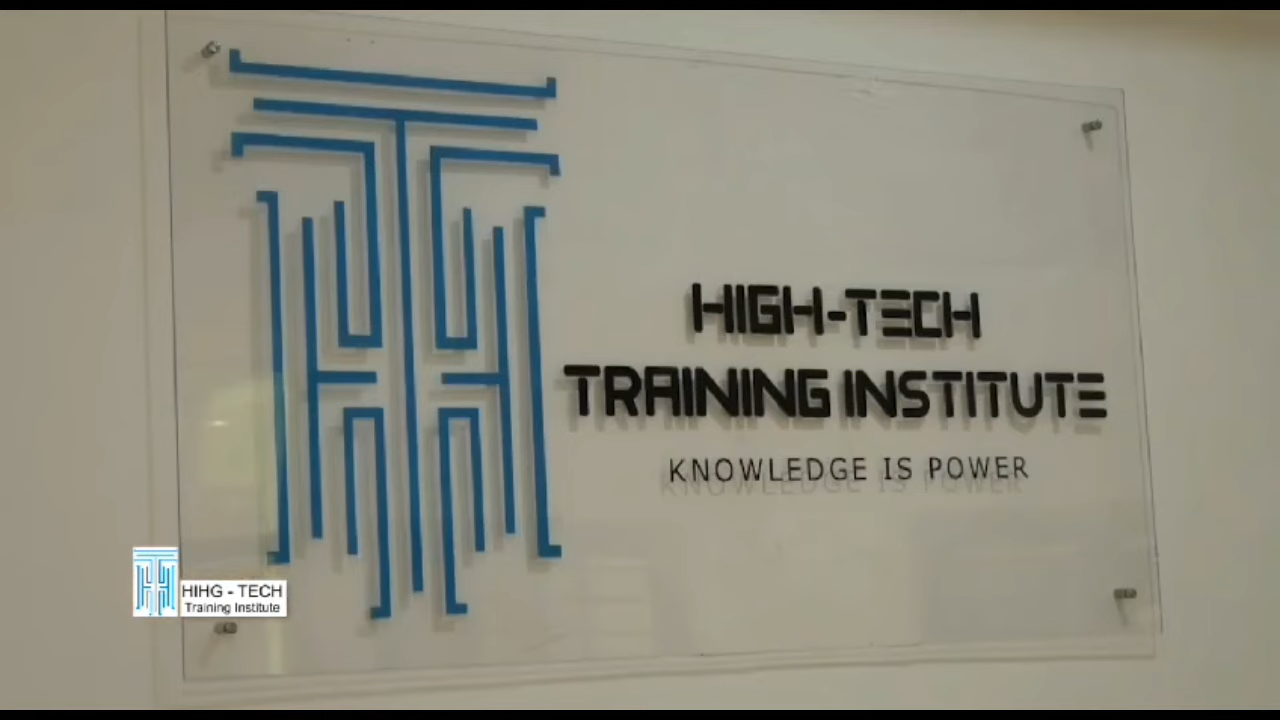 HIGH-TECH
TRAINING INSTITUTE
KNOWLEDGE IS POWER
HIHG - TECH
Training Institute